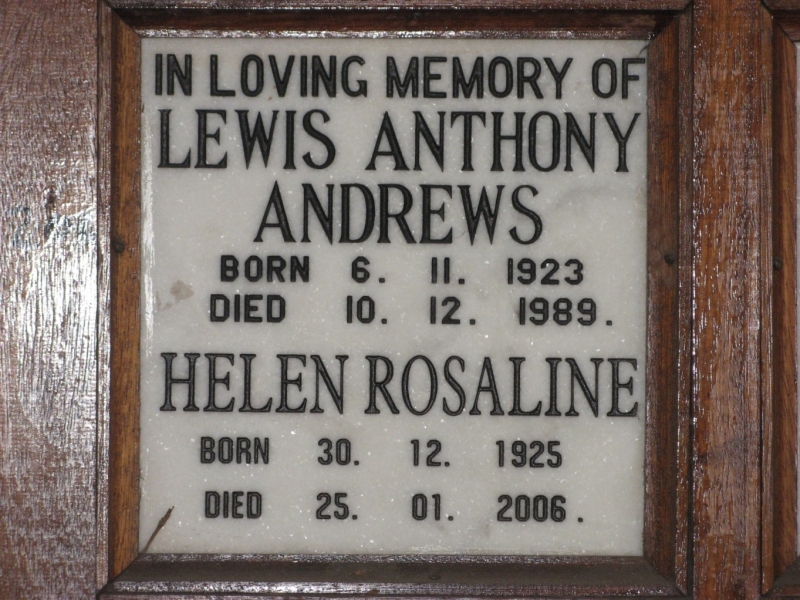 IN LOVING MEMORY OF
LEWIS ANTHONY
ANDREWS
BORN 6. 11. 1923
DIED 10. 12. 1989.
HELEN ROSALINE
BORN 30. 12. 1925
DIED 25. 01. 2006.